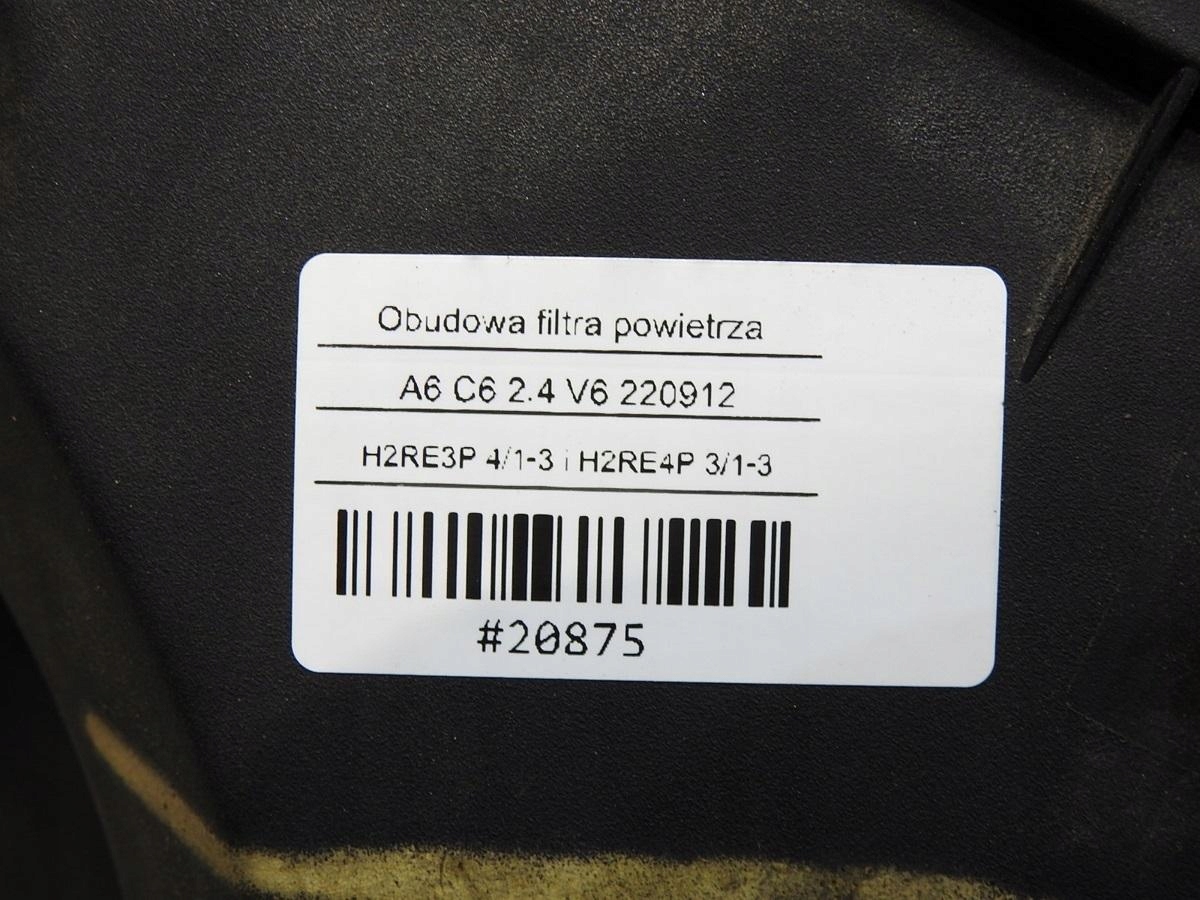 Obudowa filtra powietrza
A6 C6 2.4 V6 220912
H2RE3P 4/1-3 i H2RE4P 3/1-3
#20875